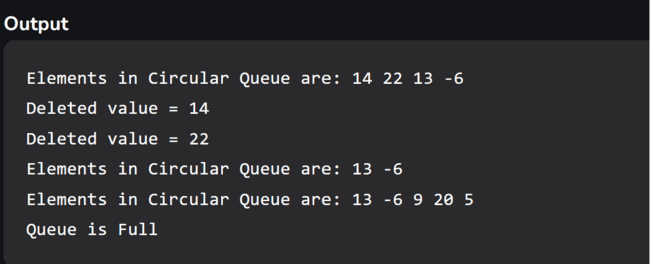 Output
Elements in Circular Queue are: 14 22 13 -6
Deleted value = 14
Deleted value = 22
Elements in Circular Queue are: 13 -6
Elements in Circular Queue are: 13 -6 9 20 5
Queue is Full